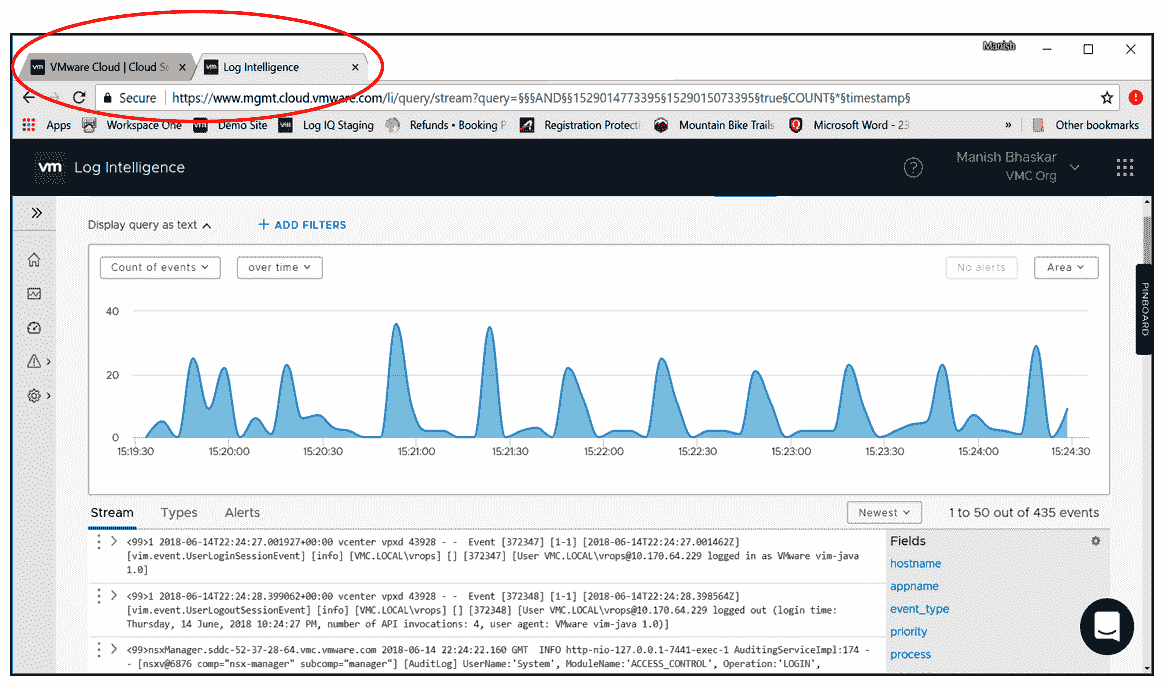 Manish
vm VMware Cloud | Cloud Se × vm Log Intelligence ×
Secure https://www.mgmt.cloud.vmware.com/li/query/stream?query=§§§AND§§1529014773395§1529015073395§true§COUNT§*§timestamp§
Apps Workspace One vm Demo Site vm Log IQ Staging Refunds • Booking P Registration Protecti Mountain Bike Trails Microsoft Word - 23 » Other bookmarks
vm Log Intelligence ? Manish Bhaskar
VMC Org
Display query as text + ADD FILTERS
Count of events over time No alerts Area
PINBOARD
40
20
0
15:19:30 15:20:00 15:20:30 15:21:00 15:21:30 15:22:00 15:22:30 15:23:00 15:23:30 15:24:00 15:24:30
Stream Types Alerts Newest 1 to 50 out of 435 events
<99>1 2018-06-14T22:24:27.001927+00:00 vcenter vpxd 43928 - - Event [372347] [1-1] [2018-06-14T22:24:27.001462Z]
[vim.event.UserLoginSessionEvent] [info] [VMC.LOCAL\vrops] [] [372347] [User VMC.LOCAL\vrops@10.170.64.229 logged in as VMware vim-java
1.0]
<99>1 2018-06-14T22:24:28.399062+00:00 vcenter vpxd 43928 - - Event [372348] [1-1] [2018-06-14T22:24:28.398564Z]
[vim.event.UserLogoutSessionEvent] [info] [VMC.LOCAL\vrops] [] [372348] [User VMC.LOCAL\vrops@10.170.64.229 logged out (login time:
Thursday, 14 June, 2018 10:24:27 PM, number of API invocations: 4, user agent: VMware vim-java 1.0)]
<99>nsxManager.sddc-52-37-28-64.vmc.vmware.com 2018-06-14 22:24:22.160 GMT INFO http-nio-127.0.0.1-7441-exec-1 AuditingServiceImpl:174 -
- [nsxv@6876 comp="nsx-manager" subcomp="manager"] [AuditLog] UserName:'System', ModuleName:'ACCESS_CONTROL', Operation:'LOGIN',
Fields
hostname
appname
event_type
priority
process